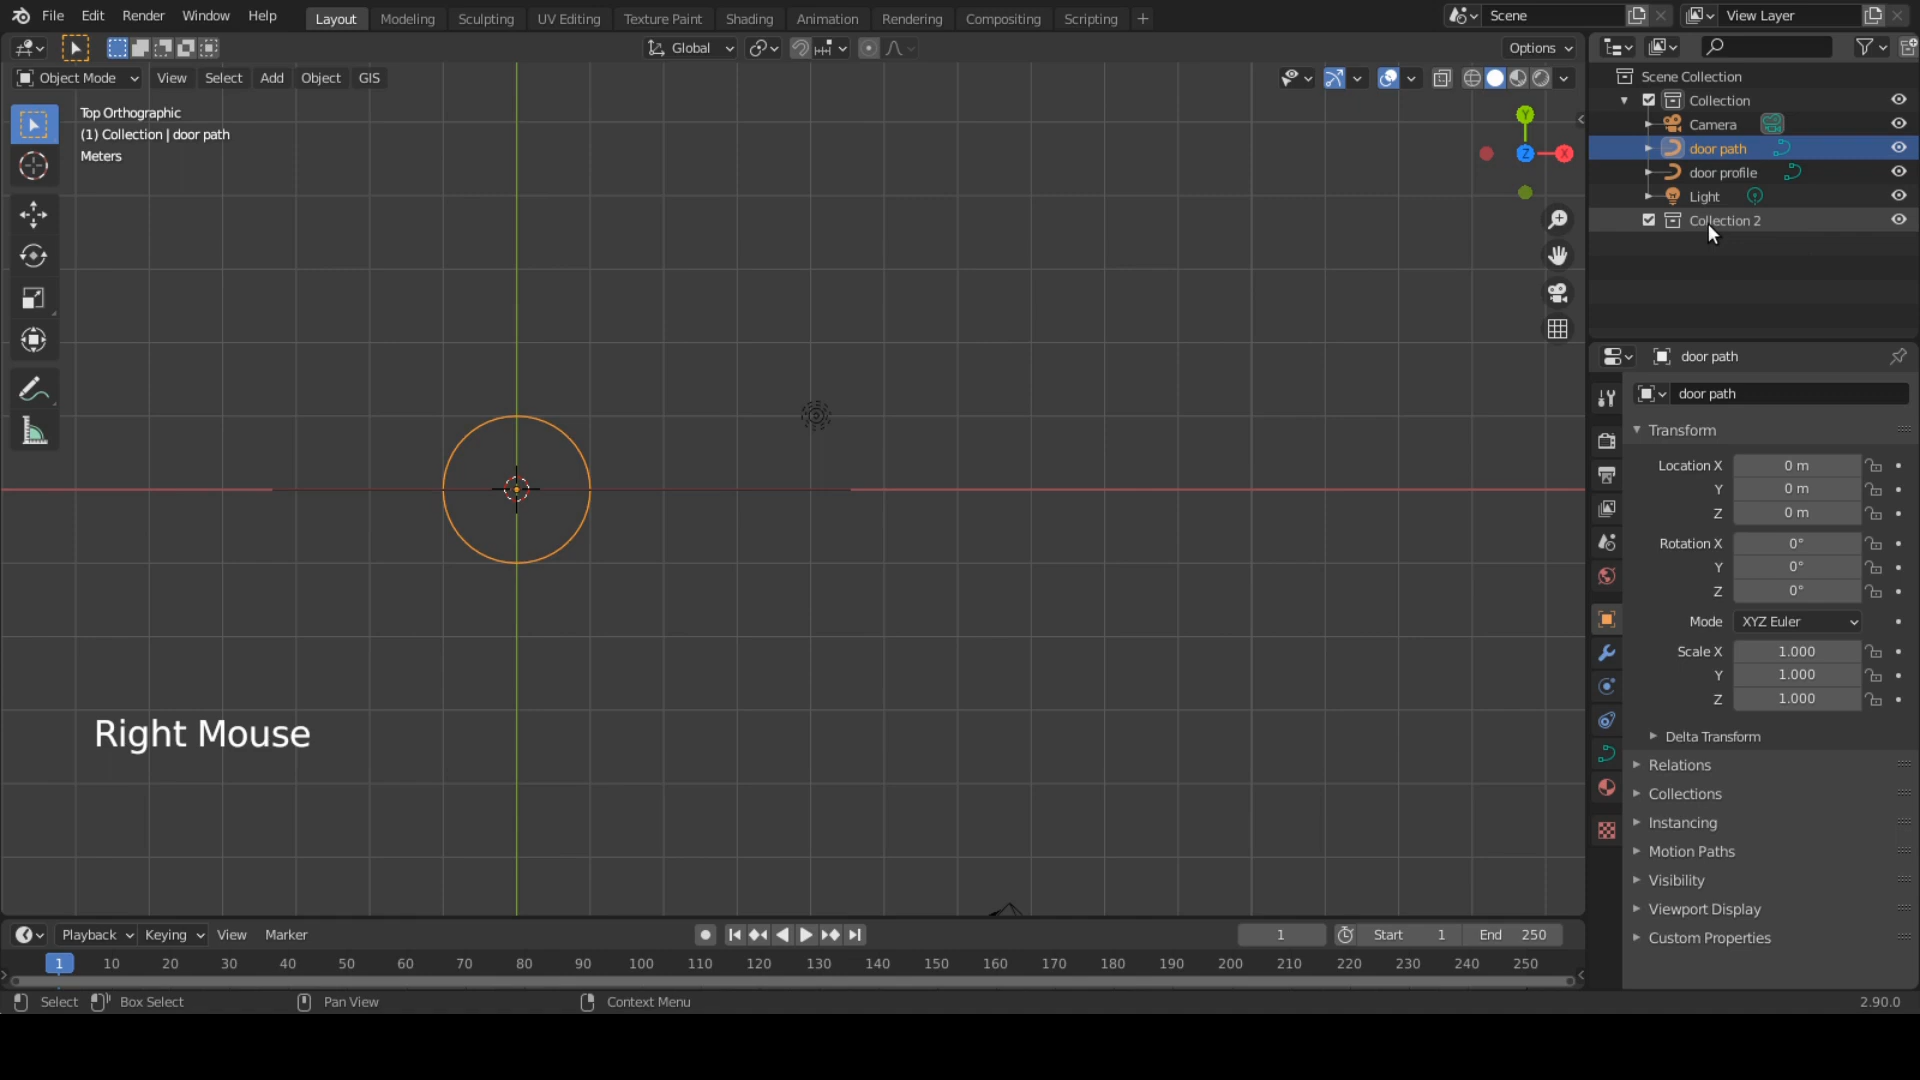 File Edit Render Window Help Layout Modeling Sculpting UV Editing Texture Paint Shading Animation Rendering Compositing Scripting + Scene View Layer
Global Options
Object Mode View Select Add Object GIS
Scene Collection
Top Orthographic
(1) Collection | door path
Meters
Y
X
Z
Collection
Camera
door path
door profile
Light
Collection 2
door path
door path
Transform
Location X 0 m
Y 0 m
Z 0 m
Rotation X 0°
Y 0°
Z 0°
Mode XYZ Euler
Scale X 1.000
Y 1.000
Z 1.000
Delta Transform
Relations
Collections
Instancing
Motion Paths
Visibility
Viewport Display
Custom Properties
Right Mouse
Playback Keying View Marker 1 Start 1 End 250
1 10 20 30 40 50 60 70 80 90 100 110 120 130 140 150 160 170 180 190 200 210 220 230 240 250
Select Box Select Pan View Context Menu 2.90.0